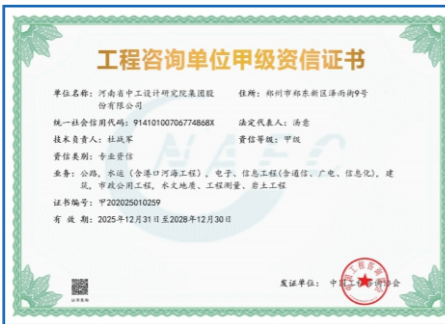 工程咨询单位甲级资信证书
单位名称：河南省中工设计研究院集团股份有限公司
住所：郑州市郑东新区泽雨街9号
统一社会信用代码：91410100706774868X
法定代表人：汤意
技术负责人：杜战军
资信等级：甲级
资信类别：专业资信
业务：公路，水运（含港口河海工程），电子、信息工程（含通信、广电、信息化），建
筑，市政公用工程，水文地质、工程测量、岩土工程
证书编号：甲202025010259
有效期：2025年12月31日至2028年12月30日
发证单位：中国工程咨询协会